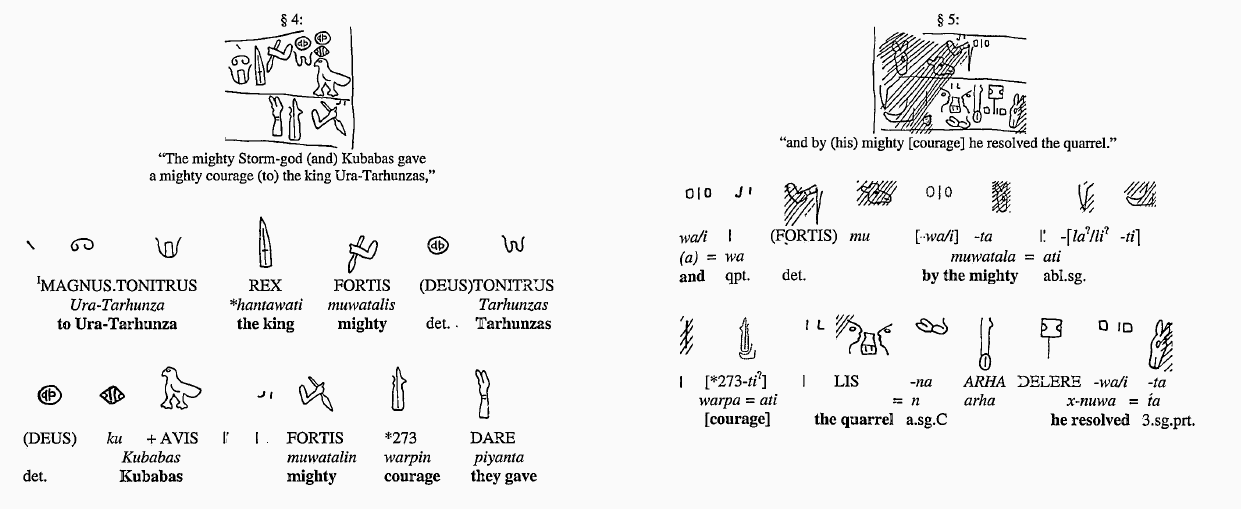 § 4:
“The mighty Storm-god (and) Kubabas gave
a mighty courage (to) the king Ura-Tarhunzas,”
ᴵMAGNUS.TONITRUS REX FORTIS (DEUS)TONITRUS
Ura-Tarhunza *hantawati muwatalis Tarhunzas
to Ura-Tarhunza the king mighty det. Tarhunzas
(DEUS) ku + AVIS |' | FORTIS *273 DARE
Kubabas muwatalin warpin piyanta
det. Kubabas mighty courage they gave
§ 5:
“and by (his) mighty [courage] he resolved the quarrel.”
wa/i | (FORTIS) mu [-wa/i] -ta |' -⌈la?/li? -ti⌉
(a) = wa muwatala = ati
and qpt. det. by the mighty abl.sg.
| [*273-ti?] | LIS -na ARHA DELERE -wa/i -ta
warpa = ati = n arha x-nuwa = ta
[courage] the quarrel a.sg.C he resolved 3.sg.prt.